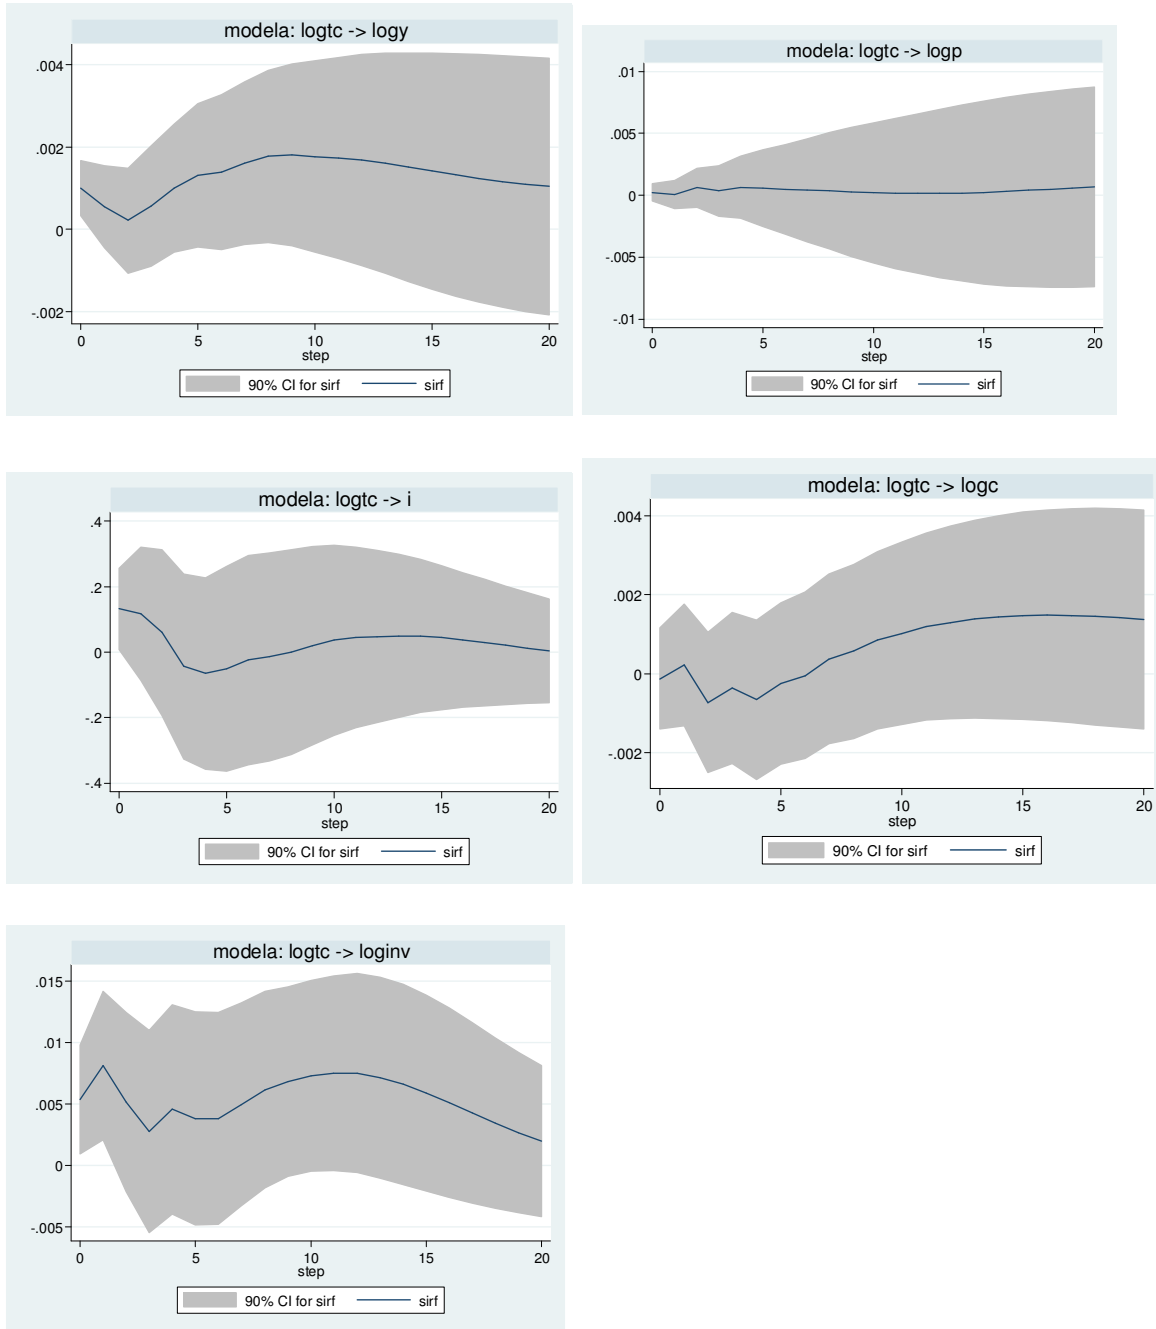 modela: logtc -> logy
.004
.002
0
-.002
0 5 10 15 20
step
90% CI for sirf sirf
modela: logtc -> logp
.01
.005
0
-.005
-.01
0 5 10 15 20
step
90% CI for sirf sirf
modela: logtc -> i
.4
.2
0
-.2
-.4
0 5 10 15 20
step
90% CI for sirf sirf
modela: logtc -> logc
.004
.002
0
-.002
0 5 10 15 20
step
90% CI for sirf sirf
modela: logtc -> loginv
.015
.01
.005
0
-.005
0 5 10 15 20
step
90% CI for sirf sirf